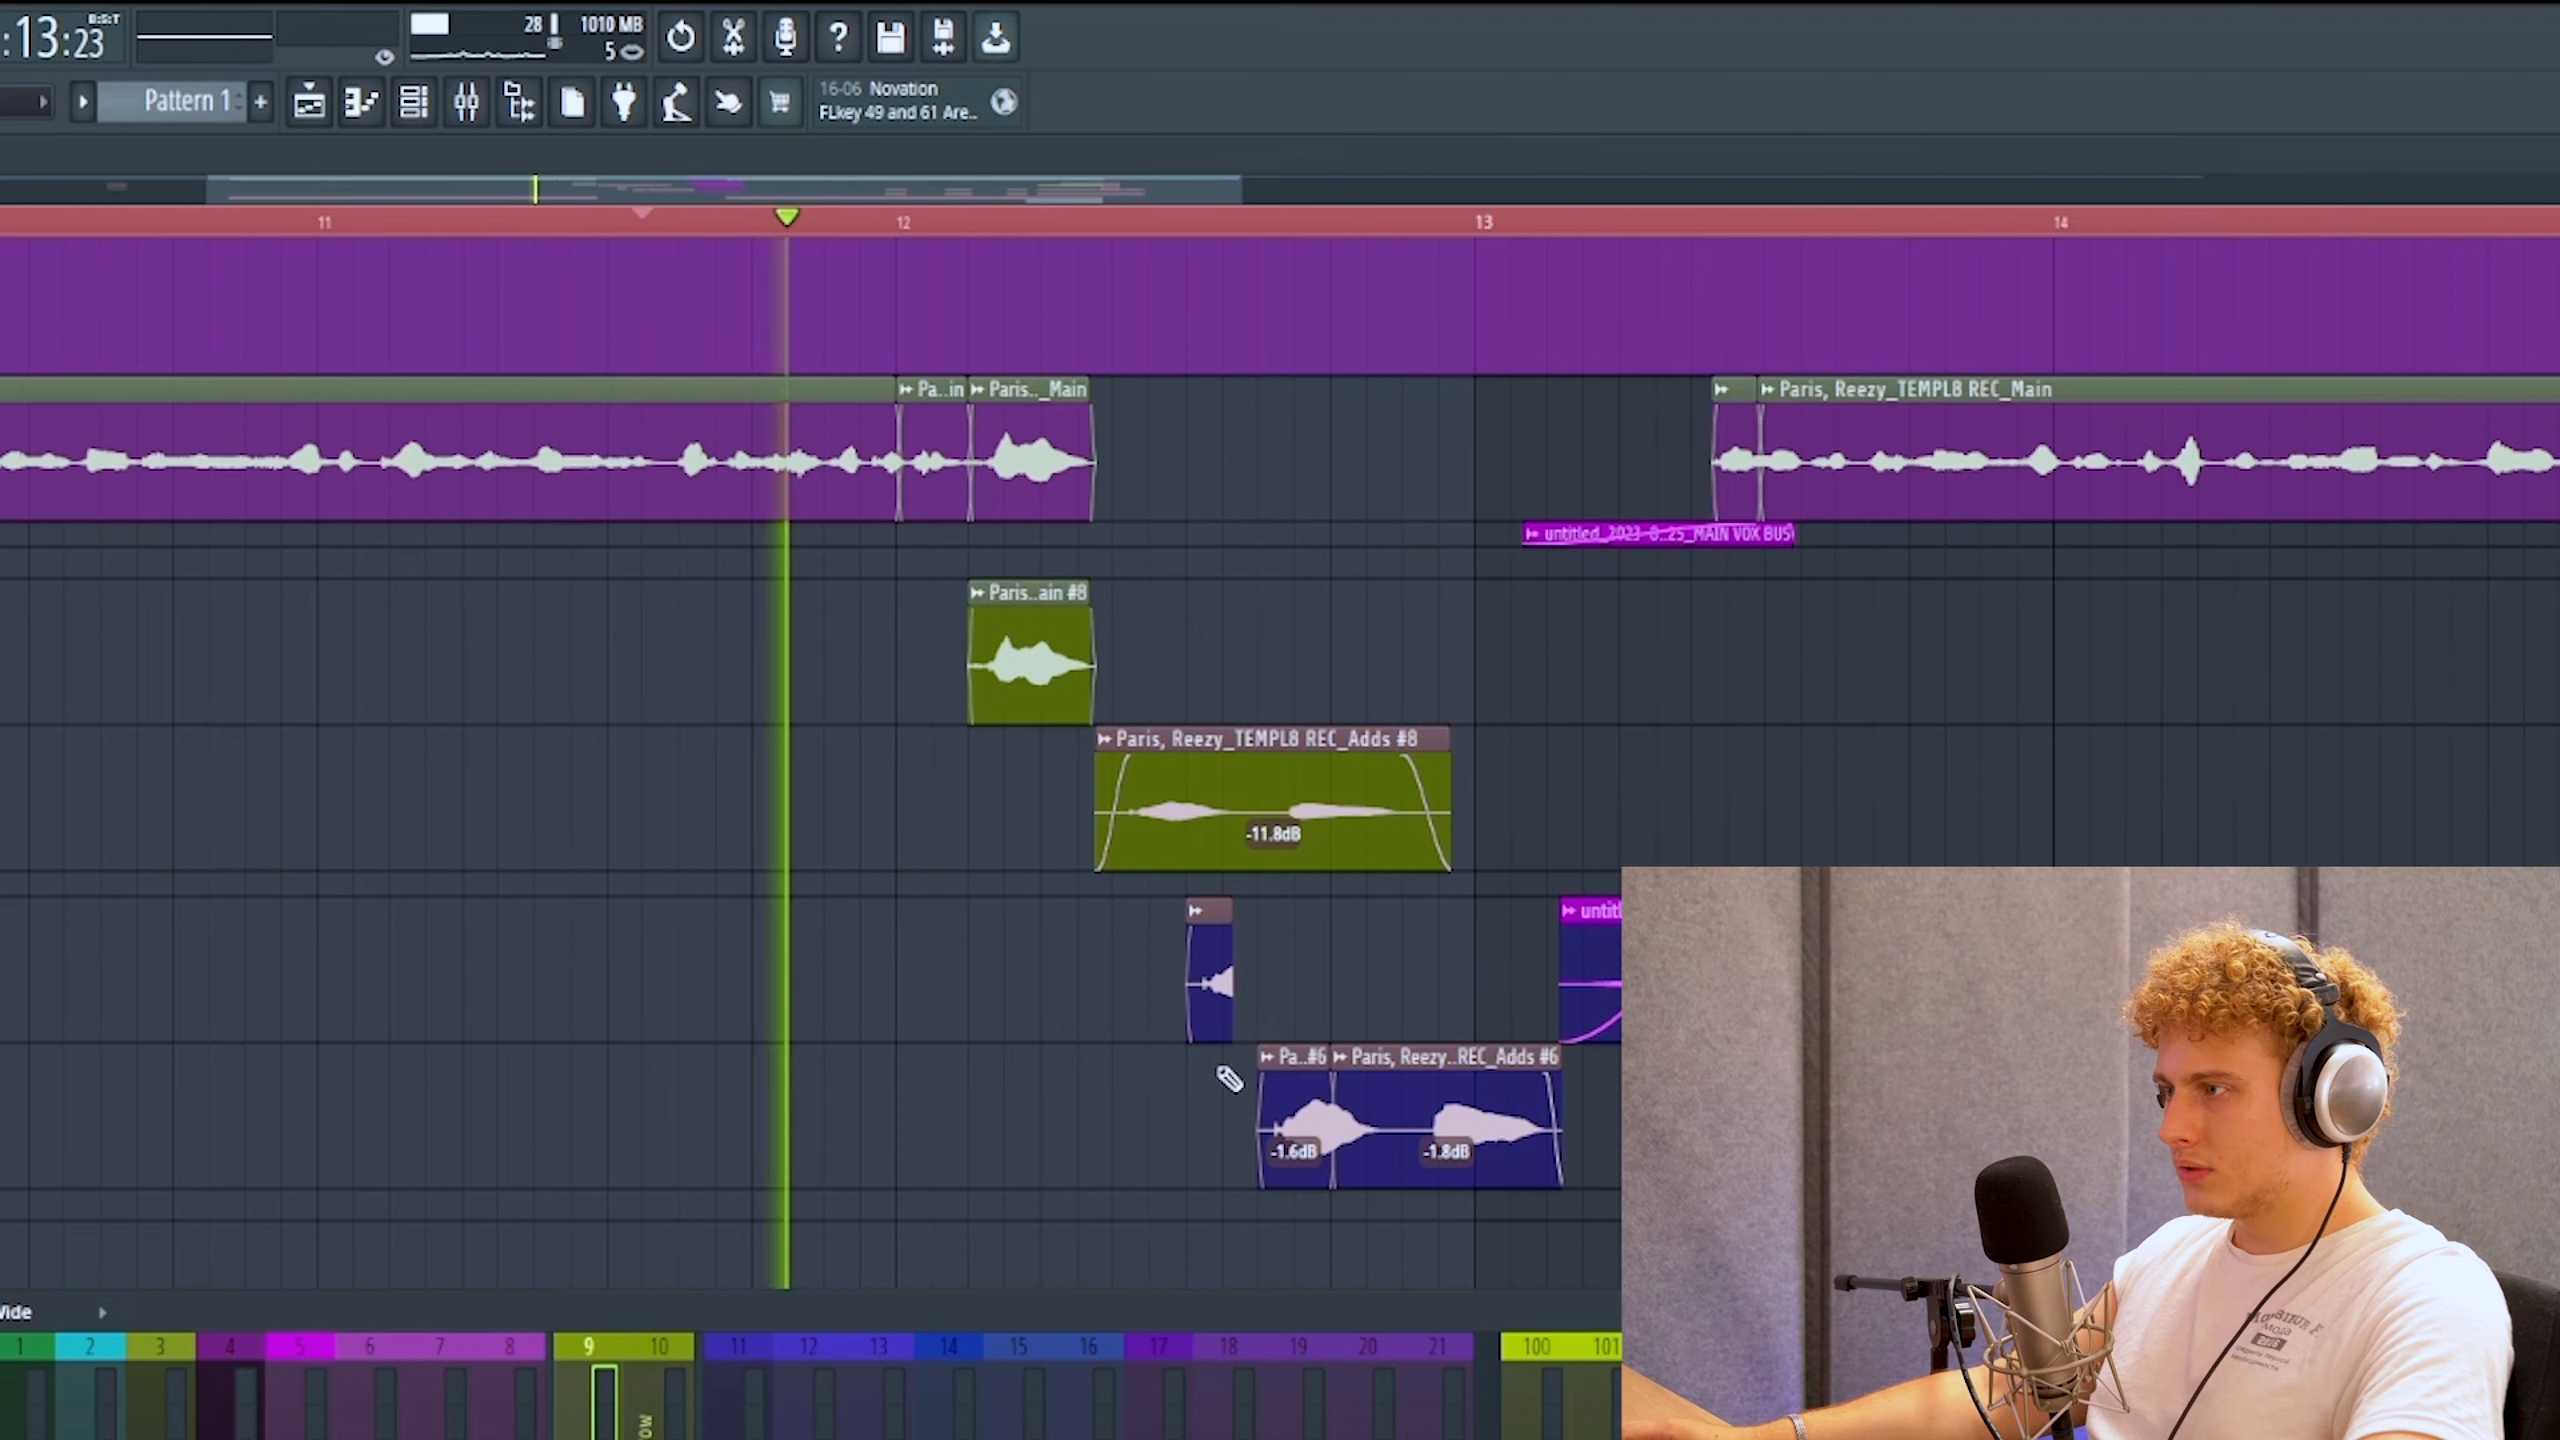 :13:23
B:S:T
28
1010 MB
5
Pattern 1
+
?
16-06 Novation
FLkey 49 and 61 Are..
11
12
13
14
Pa..in
Paris.._Main
Paris, Reezy_TEMPL8 REC_Main
untitled_2023-0..25_MAIN VOX BUS
Paris..ain #8
Paris, Reezy_TEMPL8 REC_Adds #8
-11.8dB
untitl
Pa..#6
Paris, Reezy..REC_Adds #6
-1.6dB
-1.8dB
Wide
1 2 3 4 5 6 7 8 9 10 11 12 13 14 15 16 17 18 19 20 21 100 101
Moja